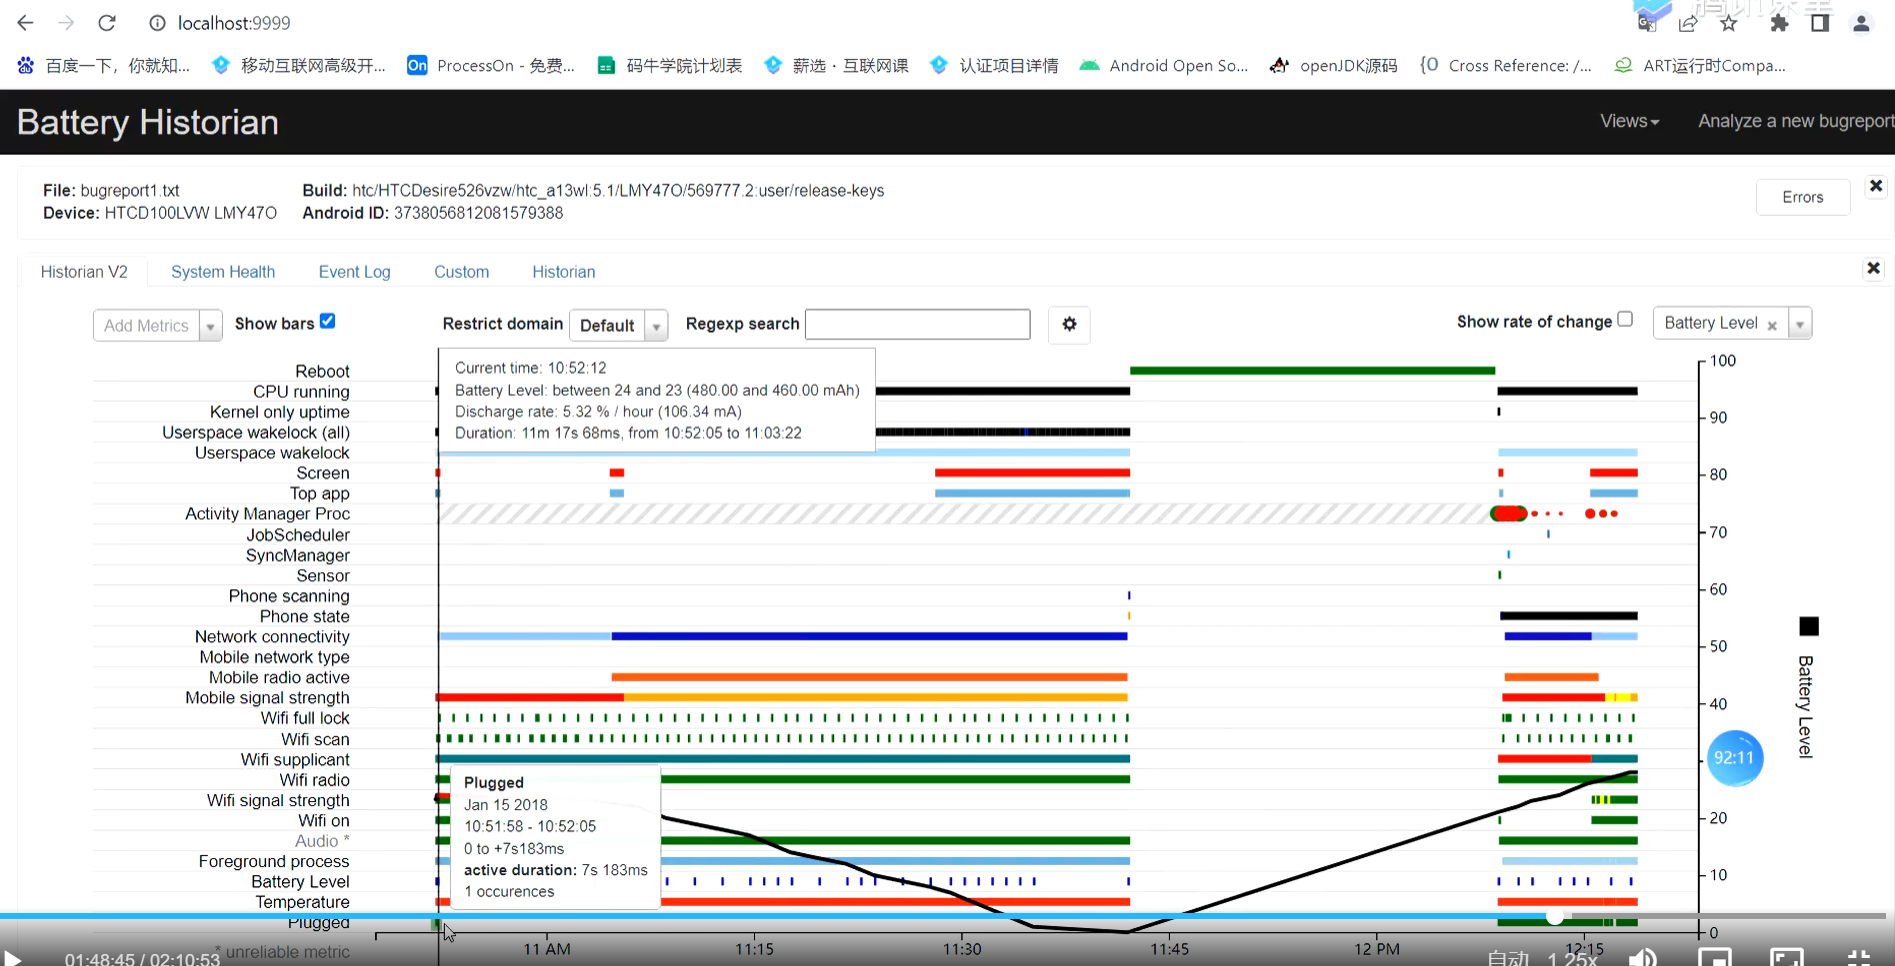 腾讯课堂
localhost:9999
百度一下，你就知...
移动互联网高级开...
On
ProcessOn - 免费...
码牛学院计划表
薪选 · 互联网课
认证项目详情
Android Open So...
openJDK源码
Cross Reference: /...
ART运行时Compa...
Battery Historian
Views
Analyze a new bugreport
File: bugreport1.txt
Build: htc/HTCDesire526vzw/htc_a13wl:5.1/LMY47O/569777.2:user/release-keys
Device: HTCD100LVW LMY47O
Android ID: 3738056812081579388
Errors
Historian V2
System Health
Event Log
Custom
Historian
Add Metrics
Show bars
Restrict domain
Default
Regexp search
Show rate of change
Battery Level
Current time: 10:52:12
Battery Level: between 24 and 23 (480.00 and 460.00 mAh)
Discharge rate: 5.32 % / hour (106.34 mA)
Duration: 11m 17s 68ms, from 10:52:05 to 11:03:22
Reboot
CPU running
Kernel only uptime
Userspace wakelock (all)
Userspace wakelock
Screen
Top app
Activity Manager Proc
JobScheduler
SyncManager
Sensor
Phone scanning
Phone state
Network connectivity
Mobile network type
Mobile radio active
Mobile signal strength
Wifi full lock
Wifi scan
Wifi supplicant
Wifi radio
Wifi signal strength
Wifi on
Audio *
Foreground process
Battery Level
Temperature
Plugged
* unreliable metric
Plugged
Jan 15 2018
10:51:58 - 10:52:05
0 to +7s183ms
active duration: 7s 183ms
1 occurences
100
90
80
70
60
50
40
20
10
0
Battery Level
92:11
11 AM
11:15
11:30
11:45
12 PM
12:15
01:48:45 / 02:10:53
自动
1.25x